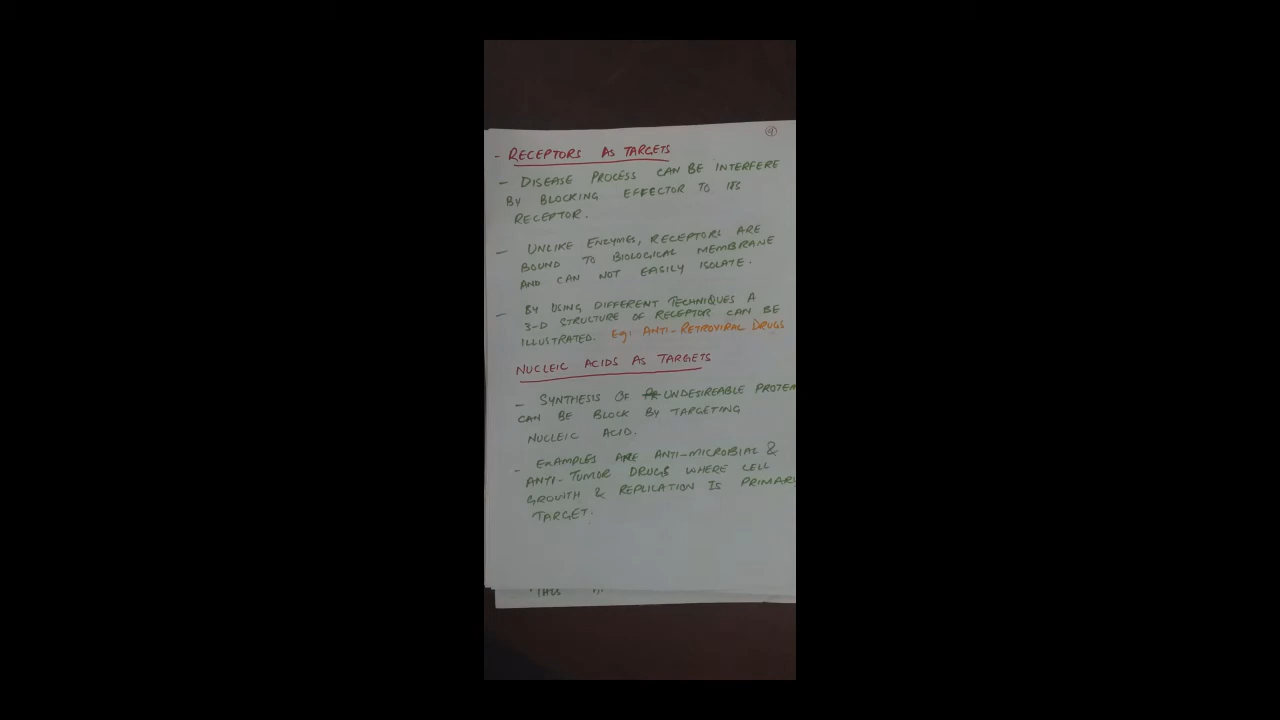 9
- RECEPTORS AS TARGETS
- DISEASE PROCESS CAN BE INTERFERE
BY BLOCKING EFFECTOR TO ITS
RECEPTOR.
- UNLIKE ENZYMES, RECEPTORS ARE
BOUND TO BIOLOGICAL MEMBRANE
AND CAN NOT EASILY ISOLATE.
- BY USING DIFFERENT TECHNIQUES A
3-D STRUCTURE OF RECEPTOR CAN BE
ILLUSTRATED. Eg: ANTI-RETROVIRAL DRUGS
NUCLEIC ACIDS AS TARGETS
- SYNTHESIS OF UNDESIREABLE PROTEIN
CAN BE BLOCK BY TARGETING
NUCLEIC ACID.
- EXAMPLES ARE ANTI-MICROBIAL &
ANTI-TUMOR DRUGS WHERE CELL
GROWTH & REPLICATION IS PRIMARY
TARGET.